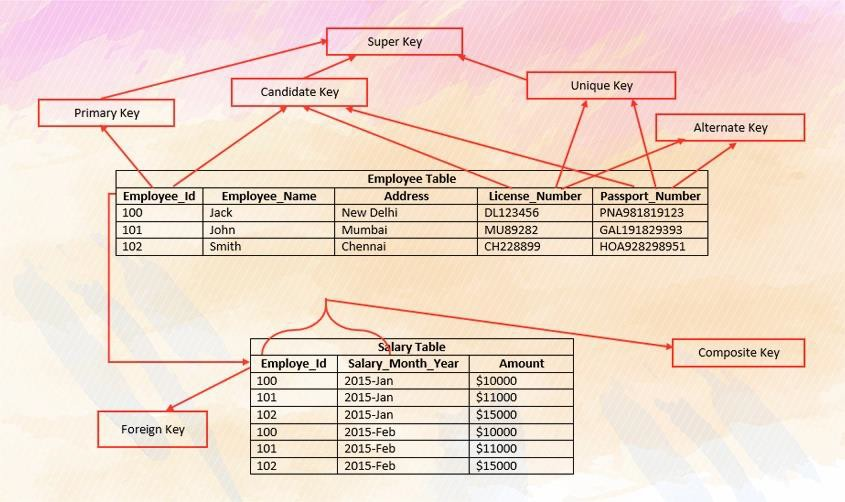 Super Key
Candidate Key
Unique Key
Primary Key
Alternate Key
Employee Table
Employee_Id Employee_Name Address License_Number Passport_Number
100 Jack New Delhi DL123456 PNA981819123
101 John Mumbai MU89282 GAL191829393
102 Smith Chennai CH228899 HOA928298951
Salary Table
Employe_Id Salary_Month_Year Amount
100 2015-Jan $10000
101 2015-Jan $11000
102 2015-Jan $15000
100 2015-Feb $10000
101 2015-Feb $11000
102 2015-Feb $15000
Composite Key
Foreign Key